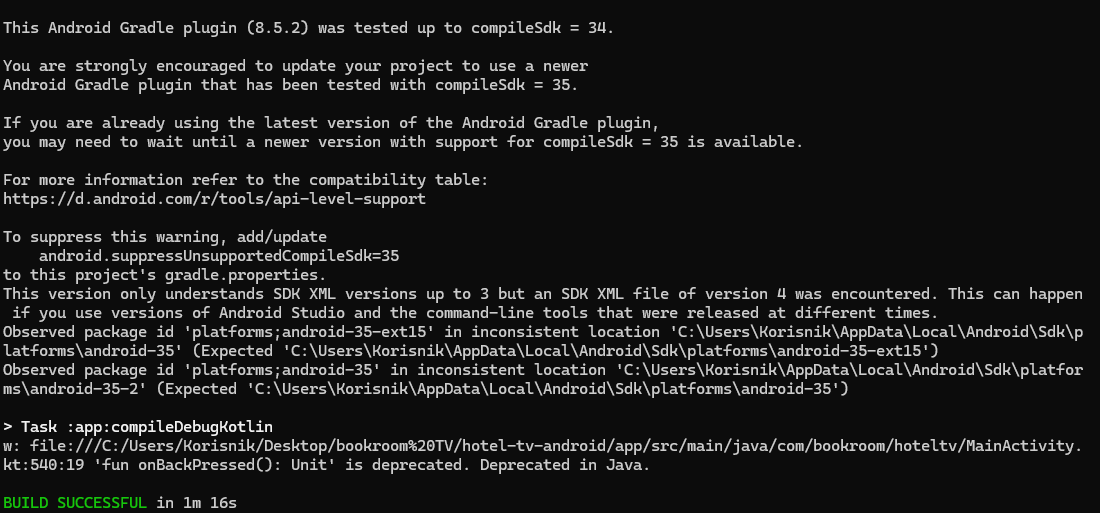 This Android Gradle plugin (8.5.2) was tested up to compileSdk = 34.
You are strongly encouraged to update your project to use a newer
Android Gradle plugin that has been tested with compileSdk = 35.
If you are already using the latest version of the Android Gradle plugin,
you may need to wait until a newer version with support for compileSdk = 35 is available.
For more information refer to the compatibility table:
https://d.android.com/r/tools/api-level-support
To suppress this warning, add/update
    android.suppressUnsupportedCompileSdk=35
to this project's gradle.properties.
This version only understands SDK XML versions up to 3 but an SDK XML file of version 4 was encountered. This can happen
 if you use versions of Android Studio and the command-line tools that were released at different times.
Observed package id 'platforms;android-35-ext15' in inconsistent location 'C:\Users\Korisnik\AppData\Local\Android\Sdk\p
latforms\android-35' (Expected 'C:\Users\Korisnik\AppData\Local\Android\Sdk\platforms\android-35-ext15')
Observed package id 'platforms;android-35' in inconsistent location 'C:\Users\Korisnik\AppData\Local\Android\Sdk\platfor
ms\android-35-2' (Expected 'C:\Users\Korisnik\AppData\Local\Android\Sdk\platforms\android-35')
> Task :app:compileDebugKotlin
w: file:///C:/Users/Korisnik/Desktop/bookroom%20TV/hotel-tv-android/app/src/main/java/com/bookroom/hoteltv/MainActivity.
kt:540:19 'fun onBackPressed(): Unit' is deprecated. Deprecated in Java.
BUILD SUCCESSFUL in 1m 16s